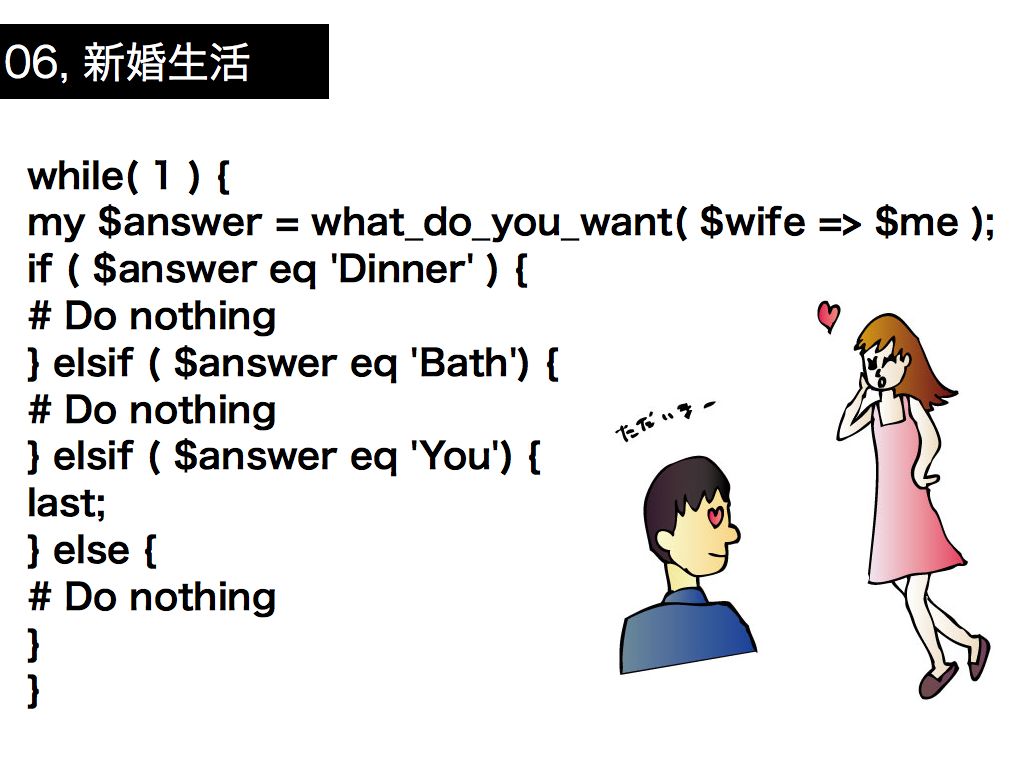 06, 新婚生活
while( 1 ) {
my $answer = what_do_you_want( $wife => $me );
if ( $answer eq 'Dinner' ) {
# Do nothing
} elsif ( $answer eq 'Bath') {
# Do nothing
} elsif ( $answer eq 'You') {
last;
} else {
# Do nothing
}
}
ただいまー